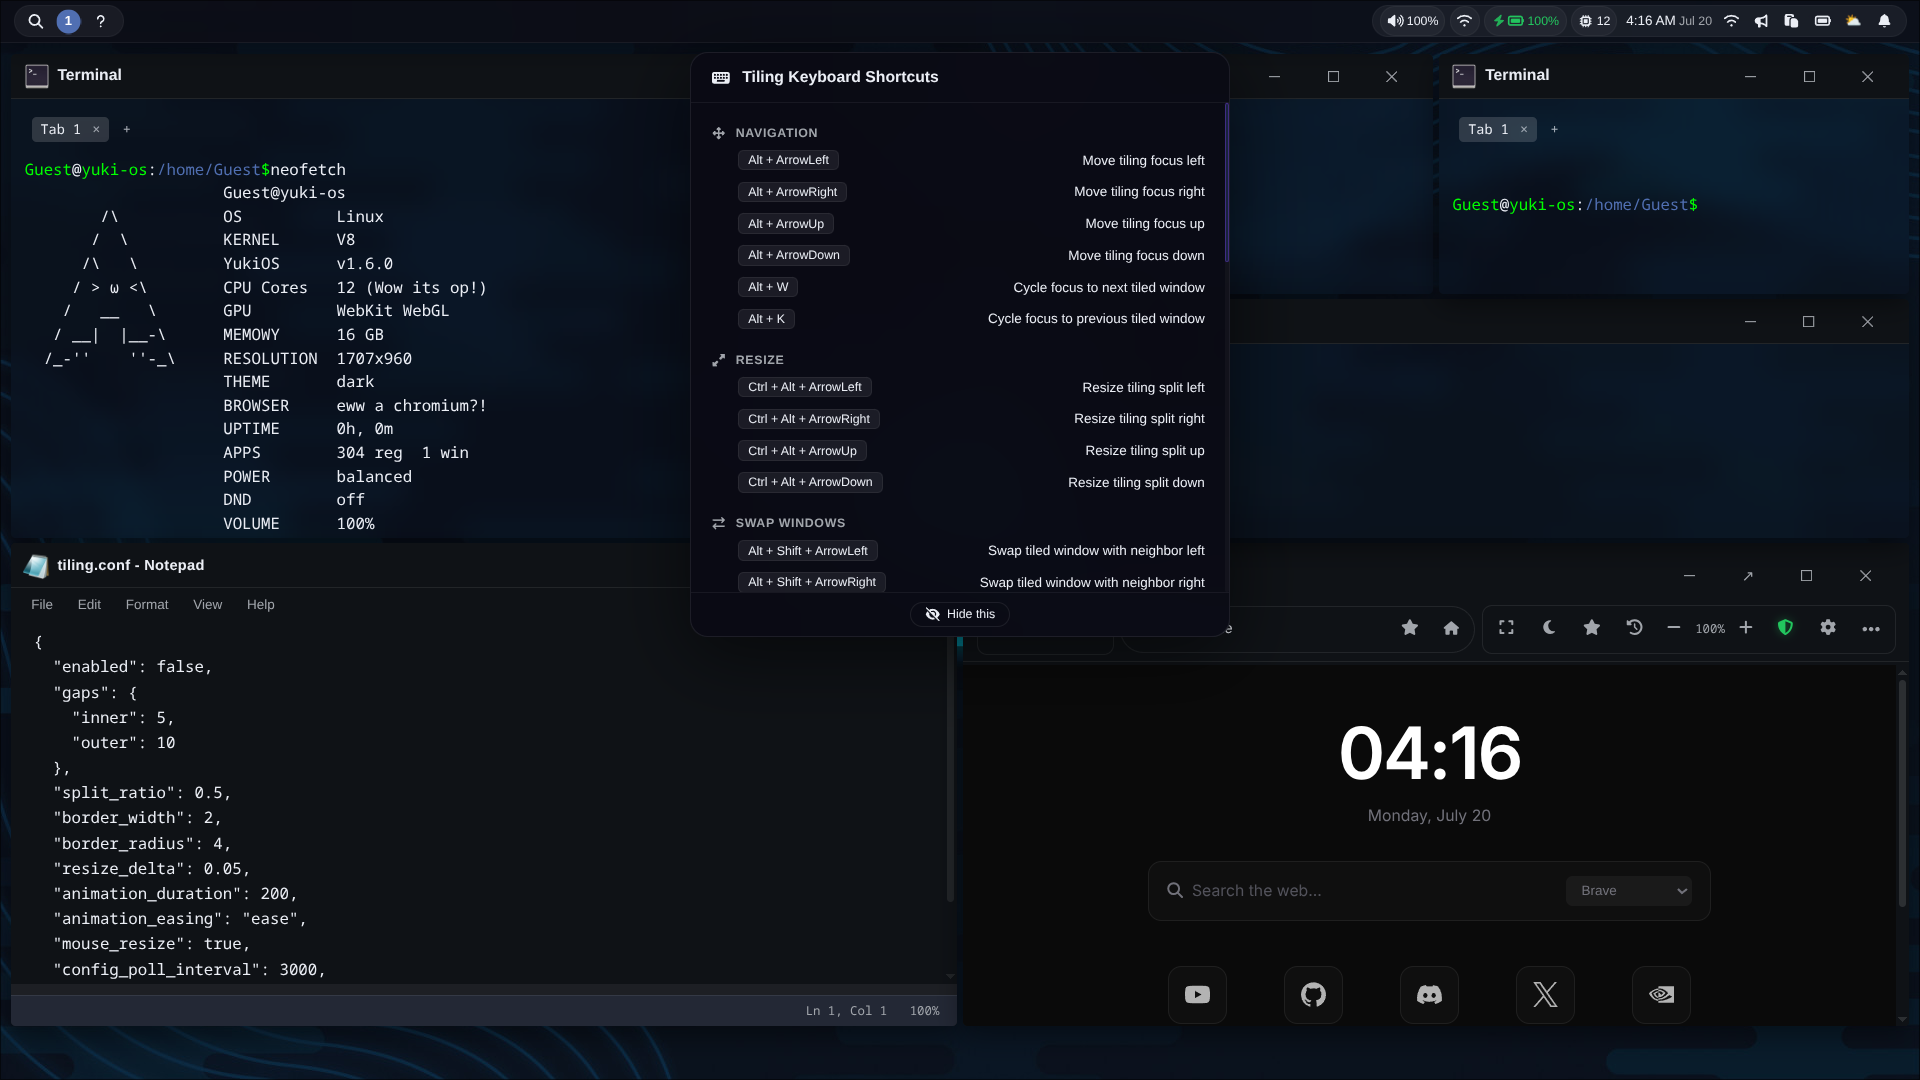 1 ?
100% 100% 12 4:16 AM Jul 20
Terminal
Tab 1 × +
Guest@yuki-os:/home/Guest$neofetch
Guest@yuki-os
/\ OS Linux
/ \ KERNEL V8
/\ \ YukiOS v1.6.0
/ > ω <\ CPU Cores 12 (Wow its op!)
/ __ \ GPU WebKit WebGL
/ __| |__-\ MEMOWY 16 GB
/_-'' ''-_\ RESOLUTION 1707x960
THEME dark
BROWSER eww a chromium?!
UPTIME 0h, 0m
APPS 304 reg 1 win
POWER balanced
DND off
VOLUME 100%
Tiling Keyboard Shortcuts
NAVIGATION
Alt + ArrowLeft Move tiling focus left
Alt + ArrowRight Move tiling focus right
Alt + ArrowUp Move tiling focus up
Alt + ArrowDown Move tiling focus down
Alt + W Cycle focus to next tiled window
Alt + K Cycle focus to previous tiled window
RESIZE
Ctrl + Alt + ArrowLeft Resize tiling split left
Ctrl + Alt + ArrowRight Resize tiling split right
Ctrl + Alt + ArrowUp Resize tiling split up
Ctrl + Alt + ArrowDown Resize tiling split down
SWAP WINDOWS
Alt + Shift + ArrowLeft Swap tiled window with neighbor left
Alt + Shift + ArrowRight Swap tiled window with neighbor right
Hide this
Terminal
Tab 1 × +
Guest@yuki-os:/home/Guest$
tiling.conf - Notepad
File Edit Format View Help
{
"enabled": false,
"gaps": {
"inner": 5,
"outer": 10
},
"split_ratio": 0.5,
"border_width": 2,
"border_radius": 4,
"resize_delta": 0.05,
"animation_duration": 200,
"animation_easing": "ease",
"mouse_resize": true,
"config_poll_interval": 3000,
Ln 1, Col 1 100%
e
100%
04:16
Monday, July 20
Search the web...
Brave